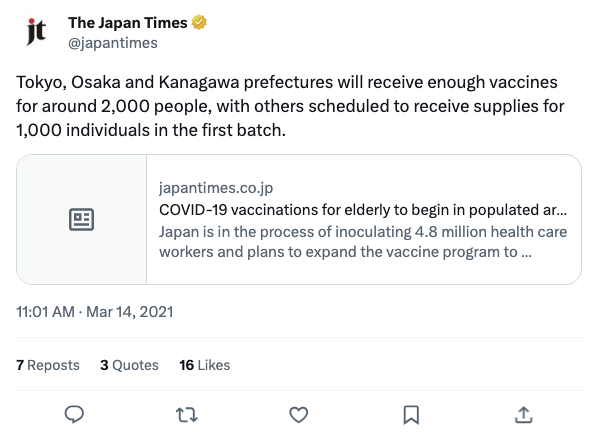 jt
The Japan Times
@japantimes
Tokyo, Osaka and Kanagawa prefectures will receive enough vaccines
for around 2,000 people, with others scheduled to receive supplies for
1,000 individuals in the first batch.
japantimes.co.jp
COVID-19 vaccinations for elderly to begin in populated ar...
Japan is in the process of inoculating 4.8 million health care
workers and plans to expand the vaccine program to ...
11:01 AM · Mar 14, 2021
7 Reposts 3 Quotes 16 Likes